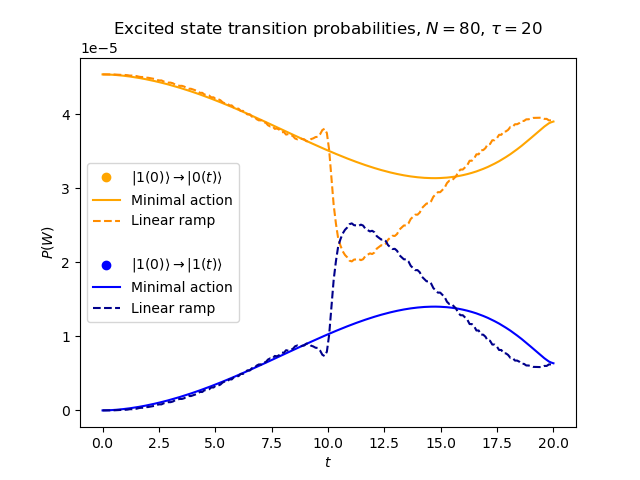 Excited state transition probabilities, N = 80, τ = 20
1e−5
4
3
2
1
0
P(W)
|1(0)⟩ → |0(t)⟩
Minimal action
Linear ramp
|1(0)⟩ → |1(t)⟩
Minimal action
Linear ramp
0.0 2.5 5.0 7.5 10.0 12.5 15.0 17.5 20.0
t